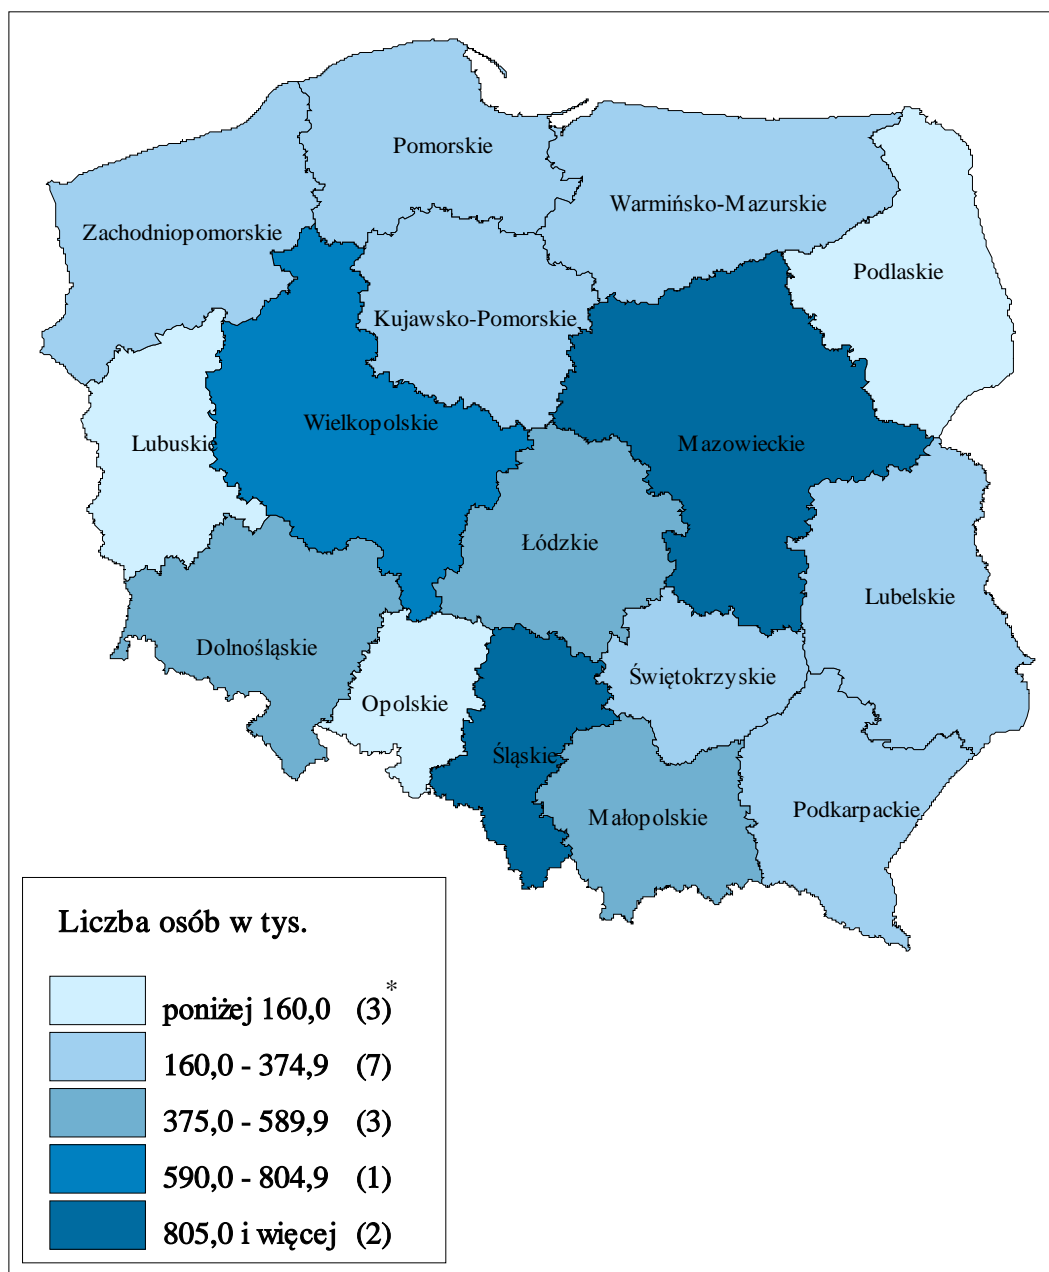 Pomorskie
Warmińsko-Mazurskie
Zachodniopomorskie
Podlaskie
Kujawsko-Pomorskie
Wielkopolskie
Lubuskie
Mazowieckie
Łódzkie
Lubelskie
Dolnośląskie
Świętokrzyskie
Opolskie
Śląskie
Podkarpackie
Małopolskie
Liczba osób w tys.
poniżej 160,0 (3)*
160,0 - 374,9 (7)
375,0 - 589,9 (3)
590,0 - 804,9 (1)
805,0 i więcej (2)